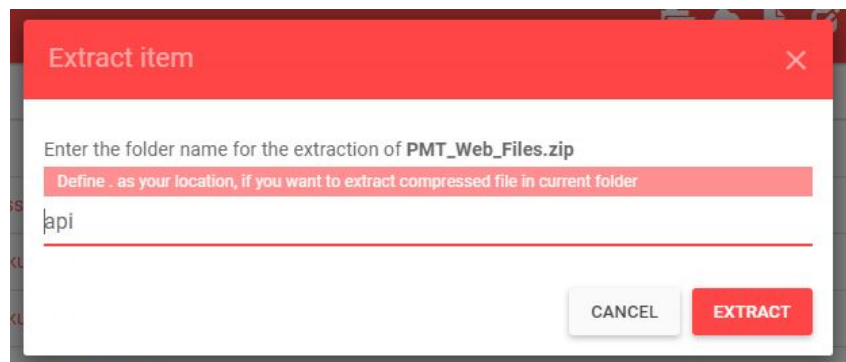 Extract item
Enter the folder name for the extraction of PMT_Web_Files.zip
Define . as your location, if you want to extract compressed file in current folder
api
CANCEL EXTRACT